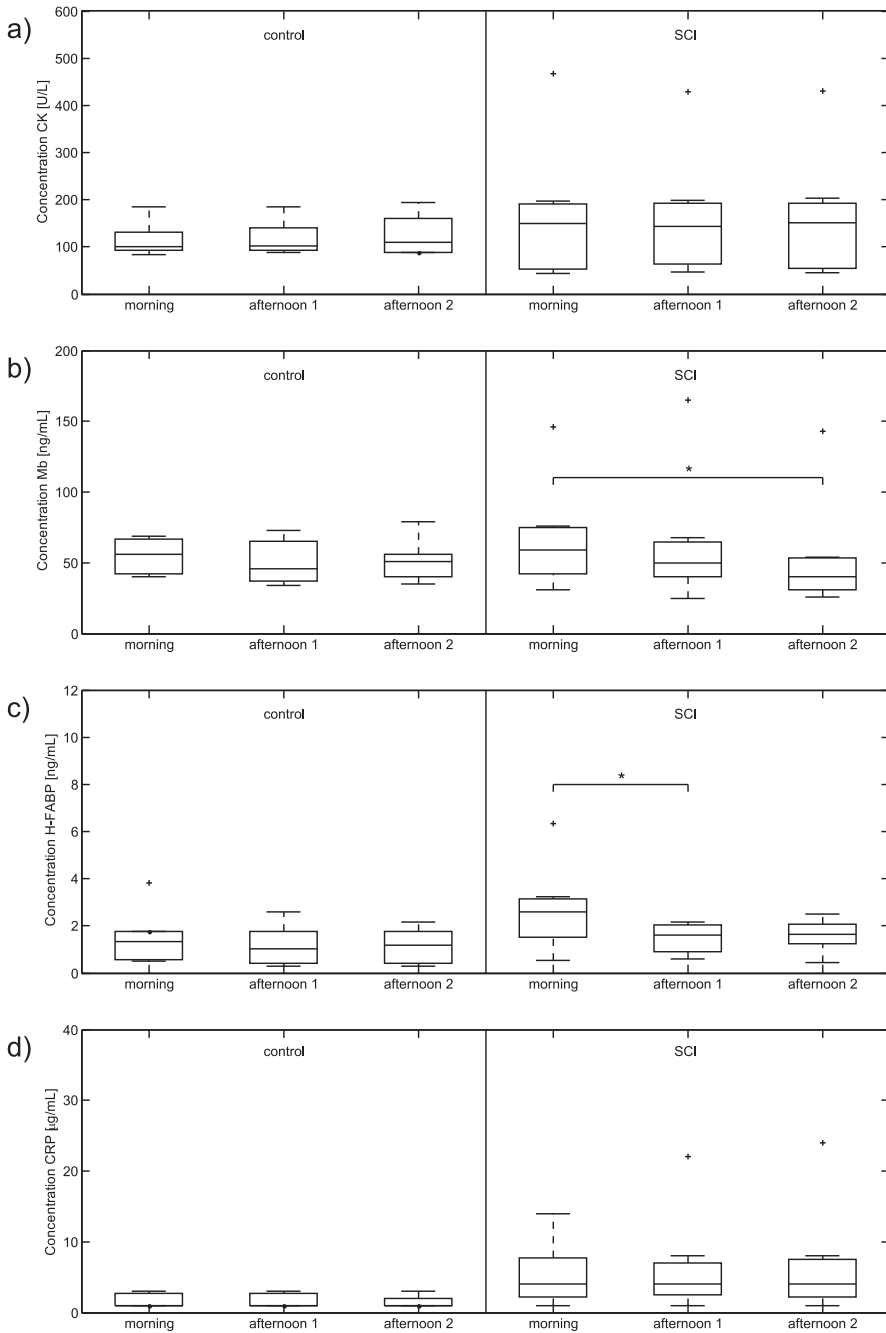 a)
control
SCI
Concentration CK [U/L]
600
500
400
300
200
100
0
morning
afternoon 1
afternoon 2
morning
afternoon 1
afternoon 2
b)
control
SCI
Concentration Mb [ng/mL]
200
150
100
50
0
*
morning
afternoon 1
afternoon 2
morning
afternoon 1
afternoon 2
c)
control
SCI
Concentration H-FABP [ng/mL]
12
10
8
6
4
2
0
*
morning
afternoon 1
afternoon 2
morning
afternoon 1
afternoon 2
d)
control
SCI
Concentration CRP [µg/mL]
40
30
20
10
0
morning
afternoon 1
afternoon 2
morning
afternoon 1
afternoon 2